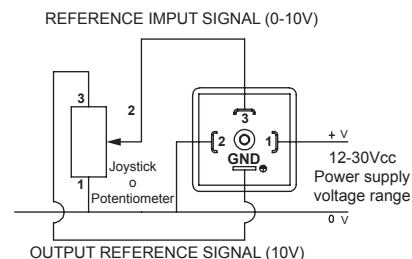 REFERENCE IMPUT SIGNAL (0-10V)
3
2
3
2
1
+ V
GND
12-30Vcc
Power supply
voltage range
Joystick
o
Potentiometer
1
0 V
OUTPUT REFERENCE SIGNAL (10V)